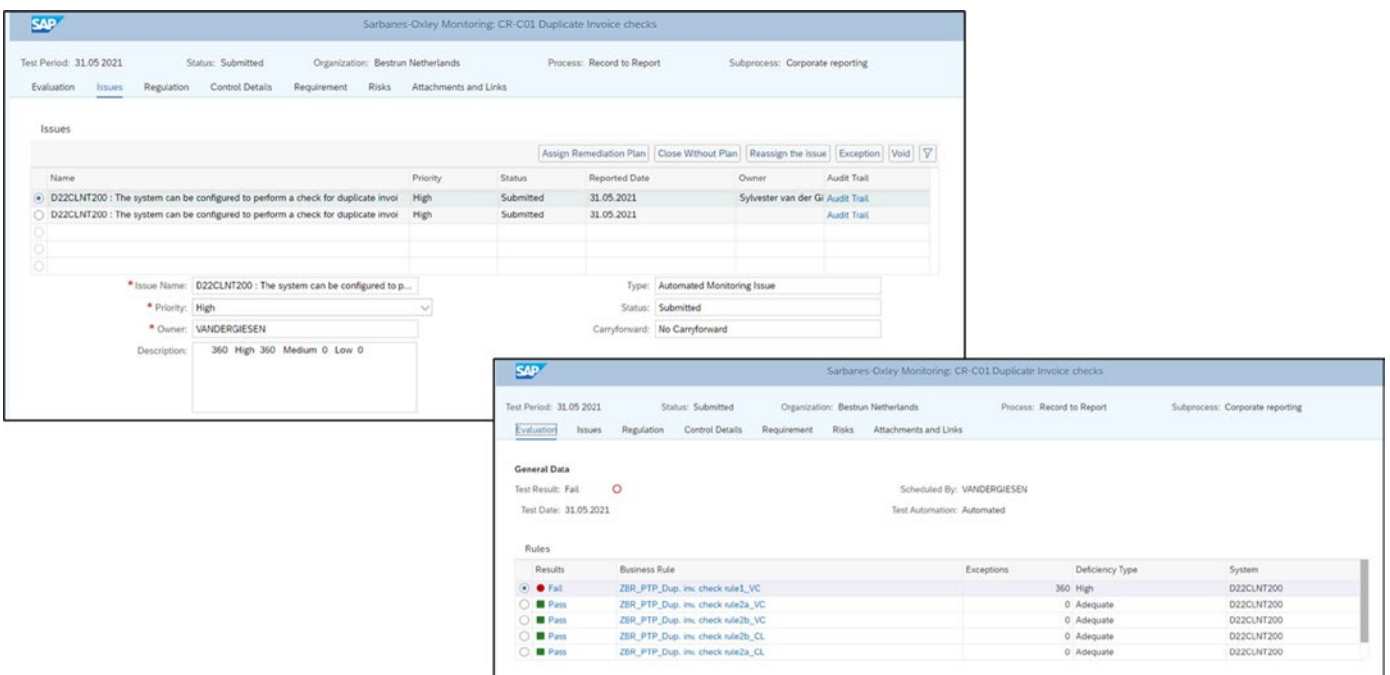 SAP
Sarbanes-Oxley Monitoring: CR-C01 Duplicate Invoice checks
Test Period: 31.05 2021 Status: Submitted Organization: Bestrun Netherlands Process: Record to Report Subprocess: Corporate reporting
Evaluation Issues Regulation Control Details Requirement Risks Attachments and Links
Issues
Assign Remediation Plan Close Without Plan Reassign the issue Exception Void
Name Priority Status Reported Date Owner Audit Trail
D22CLNT200 : The system can be configured to perform a check for duplicate invoi High Submitted 31.05.2021 Sylvester van der Gi Audit Trail
D22CLNT200 : The system can be configured to perform a check for duplicate invoi High Submitted 31.05.2021 Audit Trail
* Issue Name: D22CLNT200 : The system can be configured to p... Type: Automated Monitoring Issue
* Priority: High Status: Submitted
* Owner: VANDERGIESEN Carryforward: No Carryforward
Description: 360 High 360 Medium 0 Low 0
SAP
Sarbanes-Oxley Monitoring: CR-C01 Duplicate Invoice checks
Test Period: 31.05 2021 Status: Submitted Organization: Bestrun Netherlands Process: Record to Report Subprocess: Corporate reporting
Evaluation Issues Regulation Control Details Requirement Risks Attachments and Links
General Data
Test Result: Fail Scheduled By: VANDERGIESEN
Test Date: 31.05.2021 Test Automation: Automated
Rules
Results Business Rule Exceptions Deficiency Type System
Fail ZBR_PTP_Dup. inv. check rule1_VC 360 High D22CLNT200
Pass ZBR_PTP_Dup. inv. check rule2a_VC 0 Adequate D22CLNT200
Pass ZBR_PTP_Dup. inv. check rule2b_VC 0 Adequate D22CLNT200
Pass ZBR_PTP_Dup. inv. check rule2b_CL 0 Adequate D22CLNT200
Pass ZBR_PTP_Dup. inv. check rule2a_CL 0 Adequate D22CLNT200